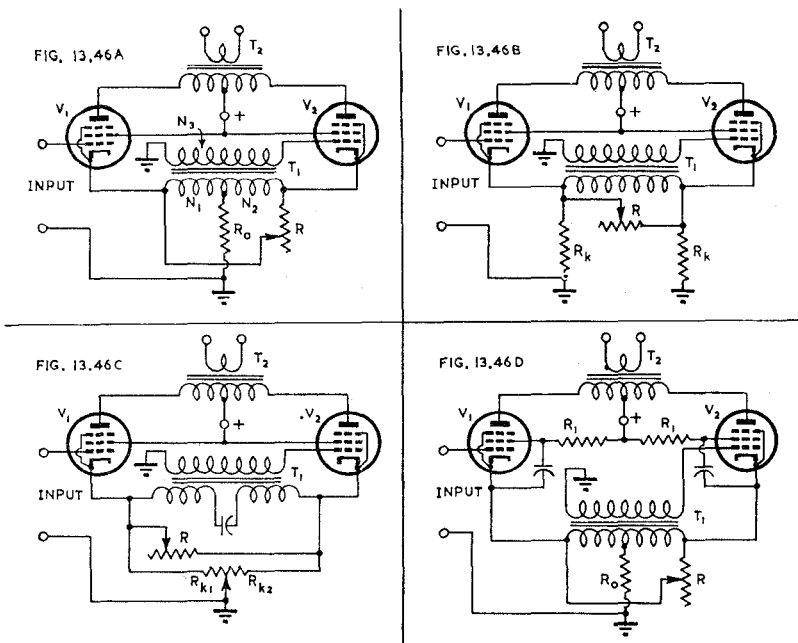 FIG. 13.46A
T₂
V₁
+
V₂
N₃
T₁
INPUT
N₁
N₂
R₀
R
FIG. 13.46B
T₂
V₁
+
V₂
T₁
INPUT
R
Rₖ
Rₖ
FIG. 13.46C
T₂
V₁
+
V₂
T₁
INPUT
R
Rₖ₁
Rₖ₂
FIG. 13.46D
T₂
V₁
R₁
+
R₁
V₂
INPUT
T₁
R₀
R